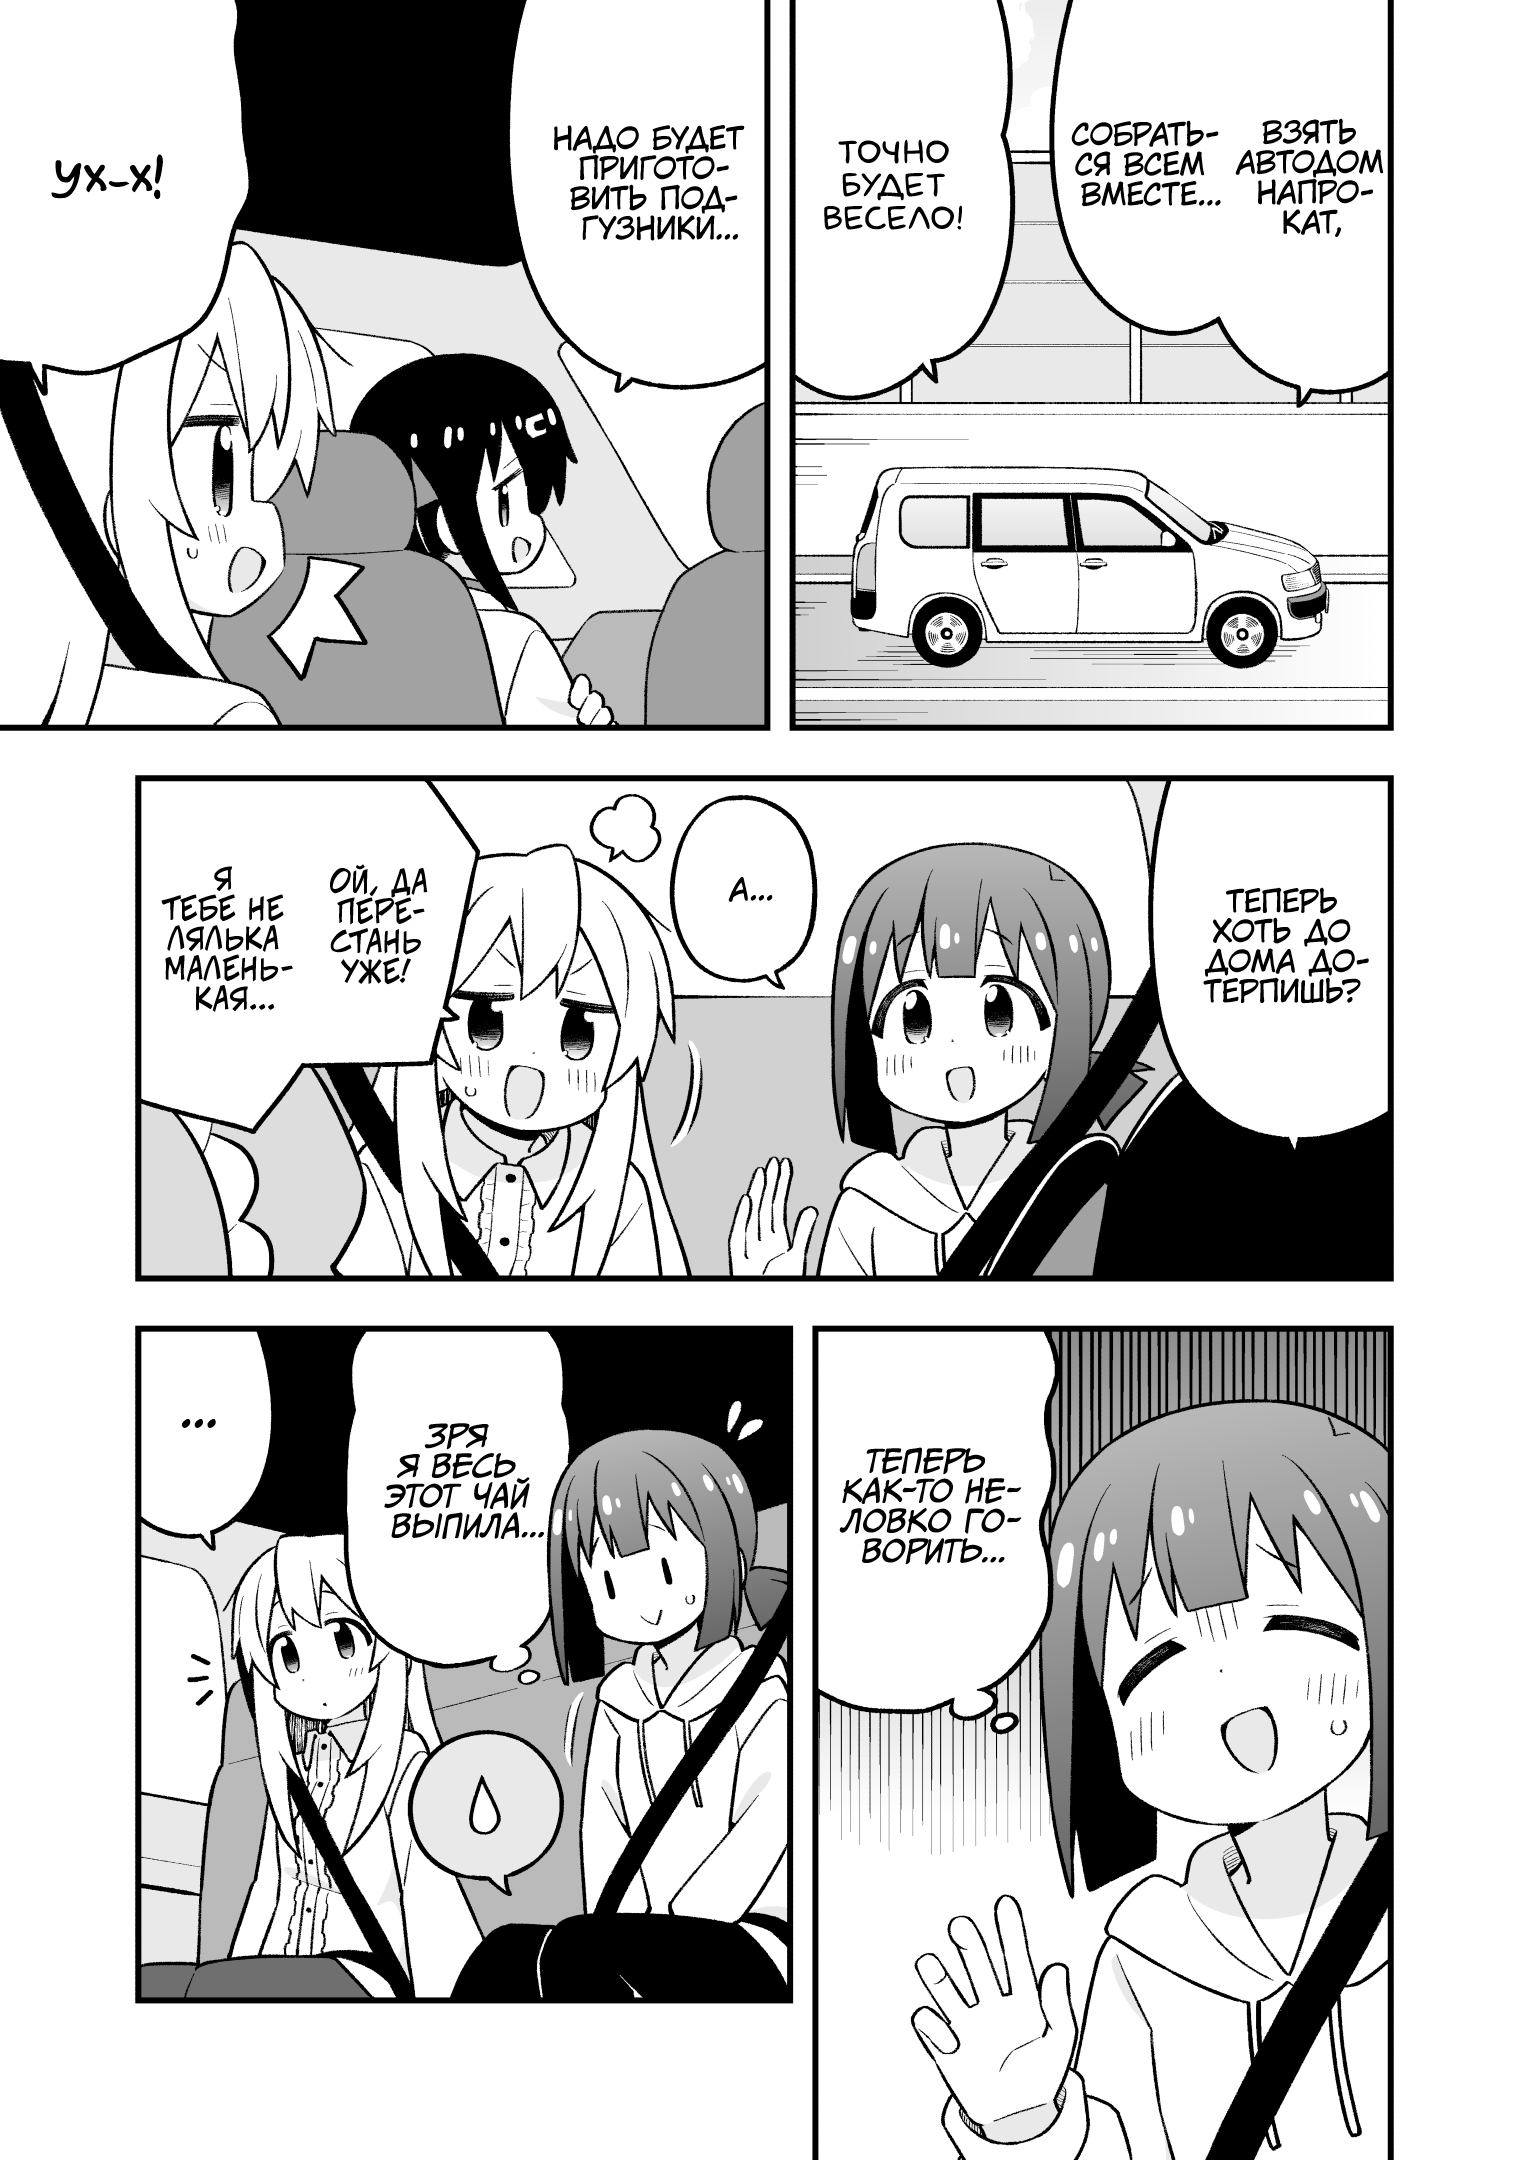 ВЗЯТЬ
АВТОДОМ
НАПРО-
КАТ,
СОБРАТЬ-
СЯ ВСЕМ
ВМЕСТЕ...
ТОЧНО
БУДЕТ
ВЕСЕЛО!
НАДО БУДЕТ
ПРИГОТО-
ВИТЬ ПОД-
ГУЗНИКИ...
УХ-Х!
ТЕПЕРЬ
ХОТЬ ДО
ДОМА ДО-
ТЕРПИШЬ?
А...
ОЙ, ДА
ПЕРЕ-
СТАНЬ
УЖЕ!
Я
ТЕБЕ НЕ
ЛЯЛЬКА
МАЛЕНЬ-
КАЯ...
ТЕПЕРЬ
КАК-ТО НЕ-
ЛОВКО ГО-
ВОРИТЬ...
ЗРЯ
Я ВЕСЬ
ЭТОТ ЧАЙ
ВЫПИЛА...
...